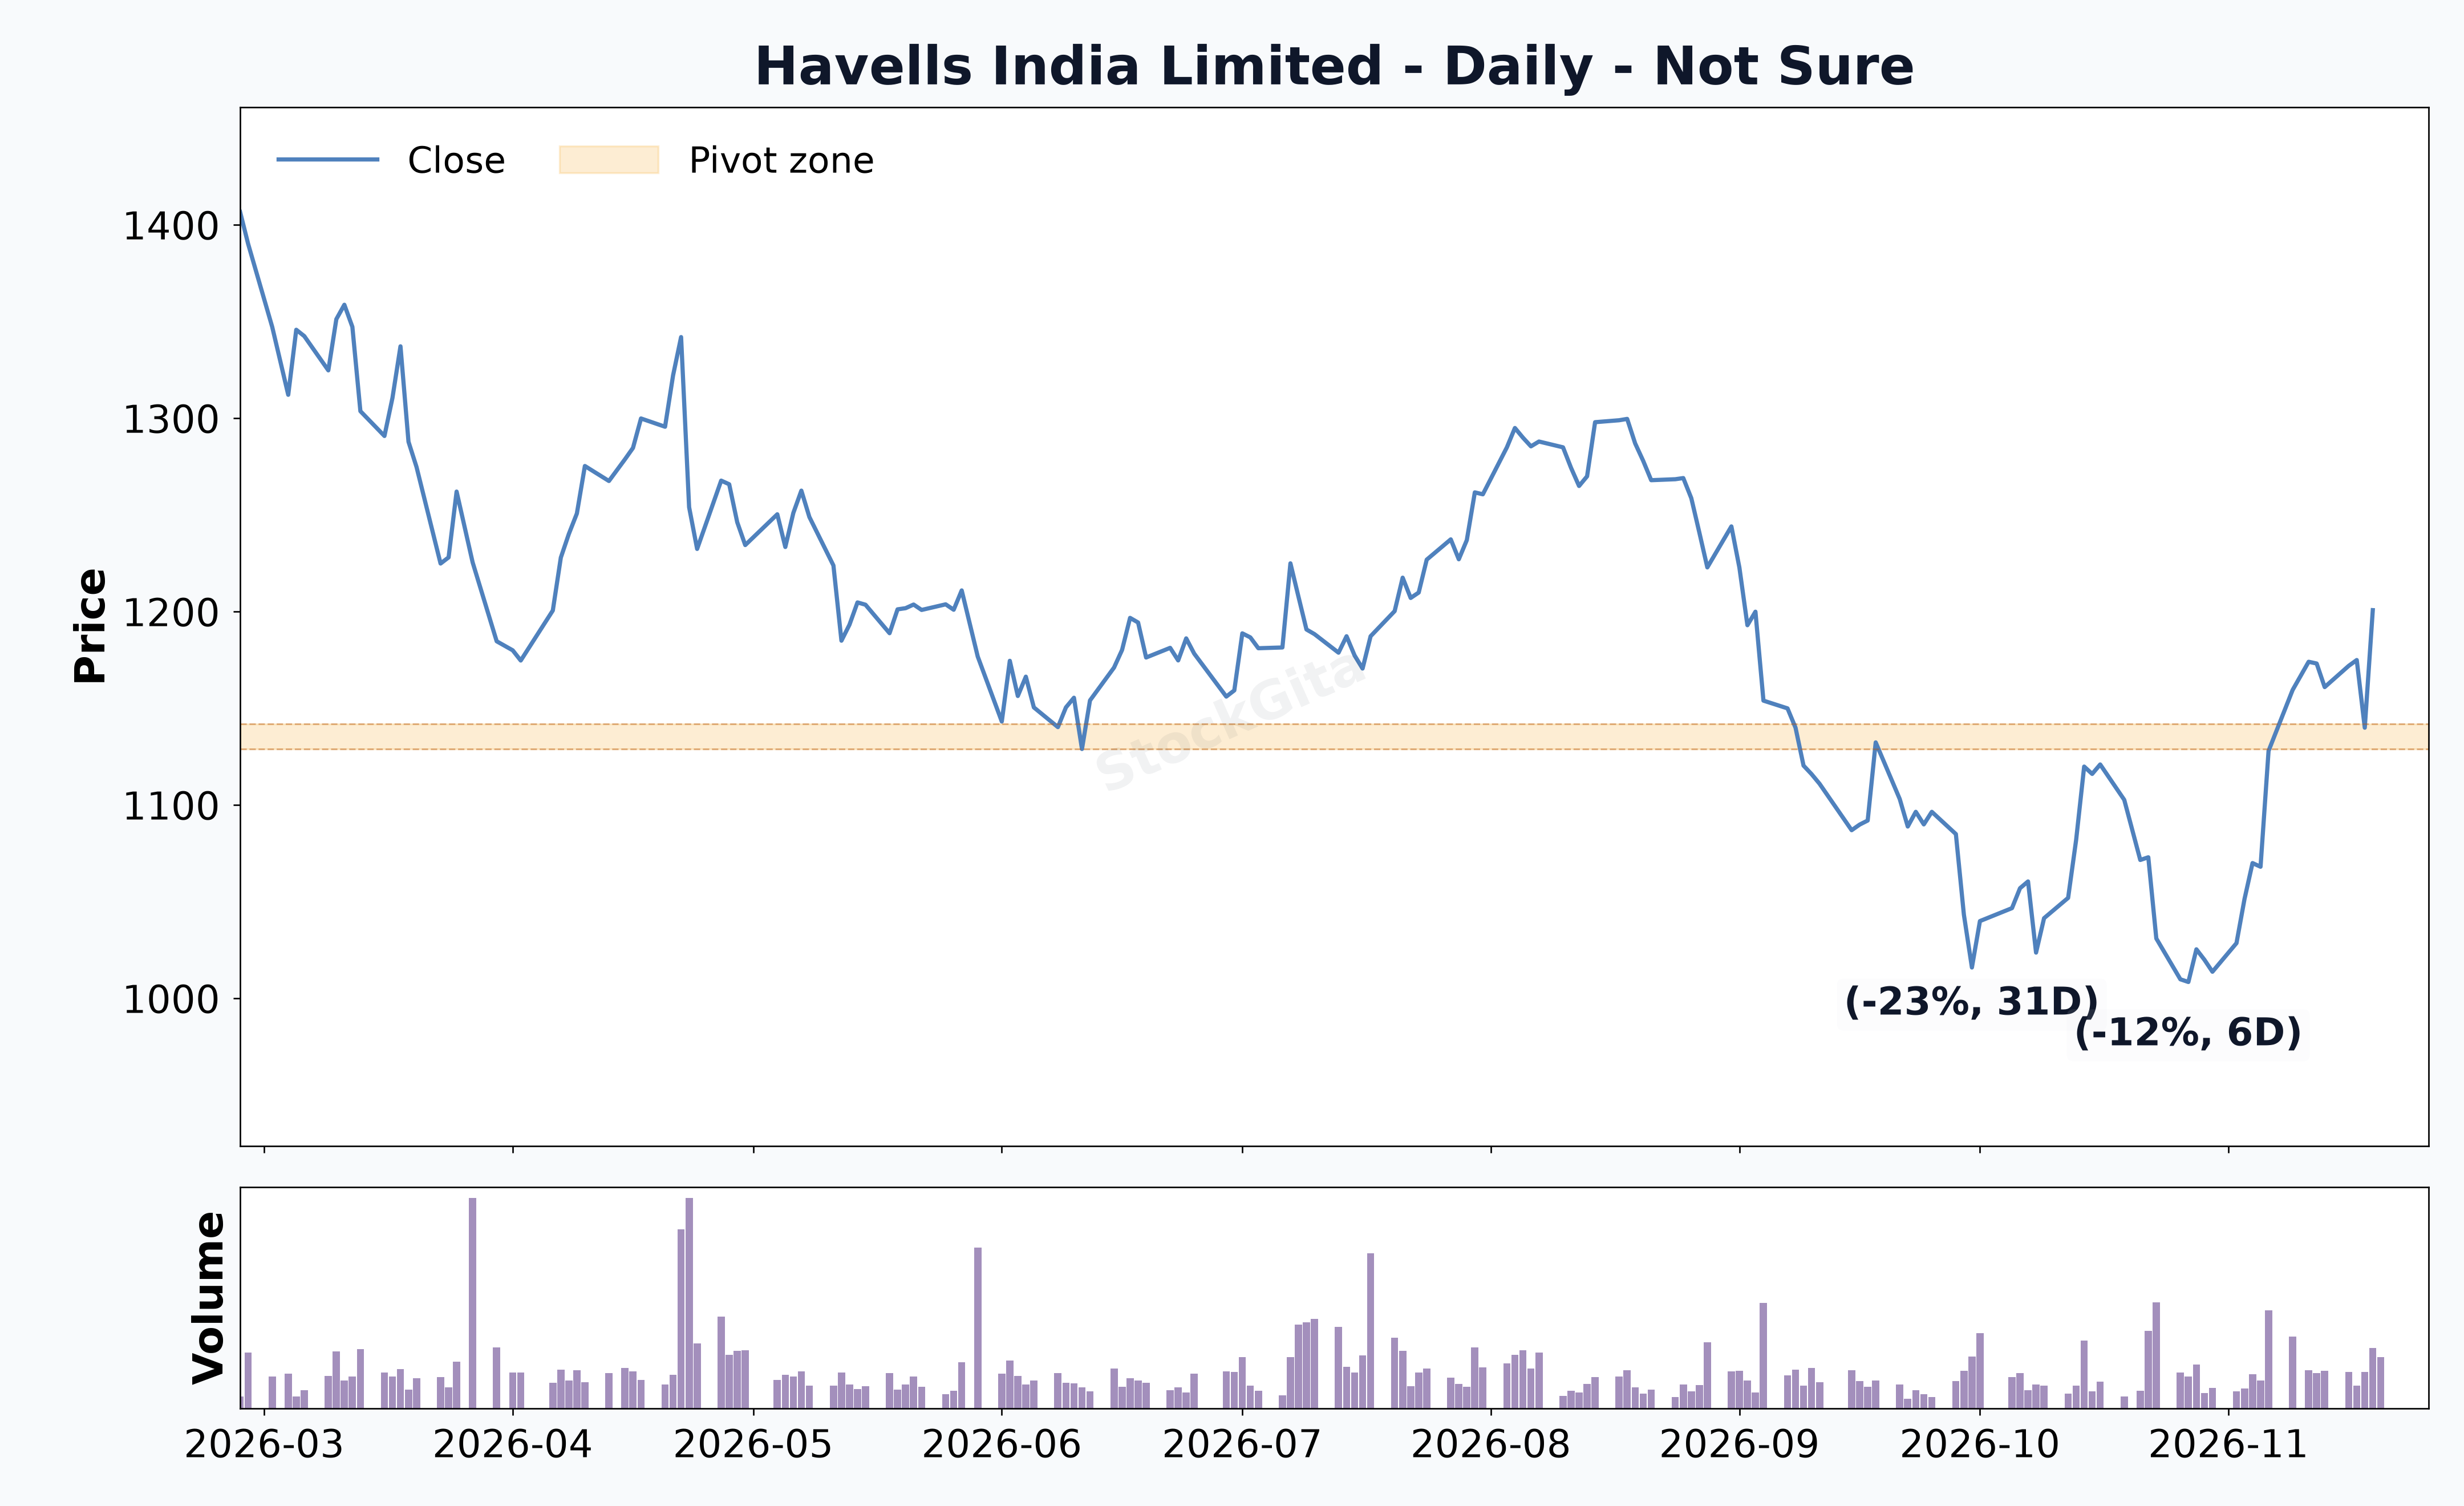 Havells India Limited - Daily - Not Sure
Close
Pivot zone
Price
1400
1300
1200
1100
1000
StockGita
(-23%, 31D)
(-12%, 6D)
Volume
2026-03
2026-04
2026-05
2026-06
2026-07
2026-08
2026-09
2026-10
2026-11